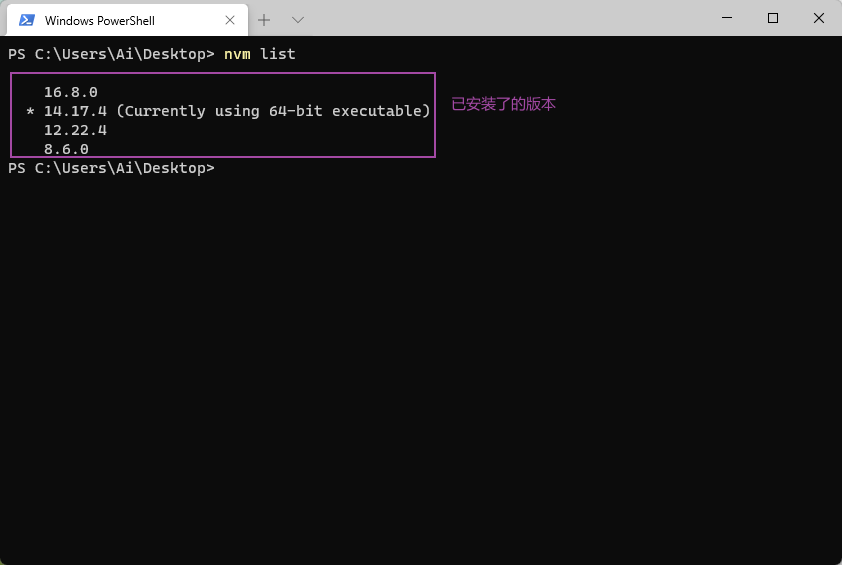 Windows PowerShell
PS C:\Users\Ai\Desktop> nvm list
16.8.0
* 14.17.4 (Currently using 64-bit executable)
已安装了的版本
12.22.4
8.6.0
PS C:\Users\Ai\Desktop>